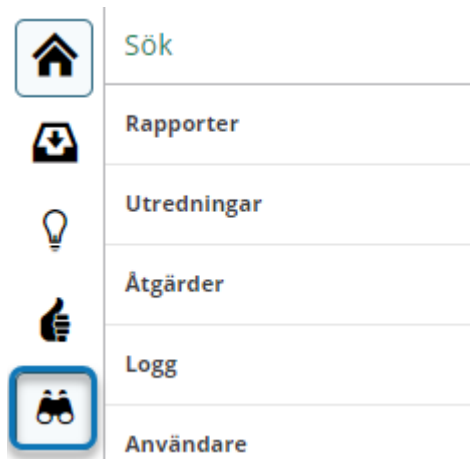 Sök
Rapporter
Utredningar
Åtgärder
Logg
Användare